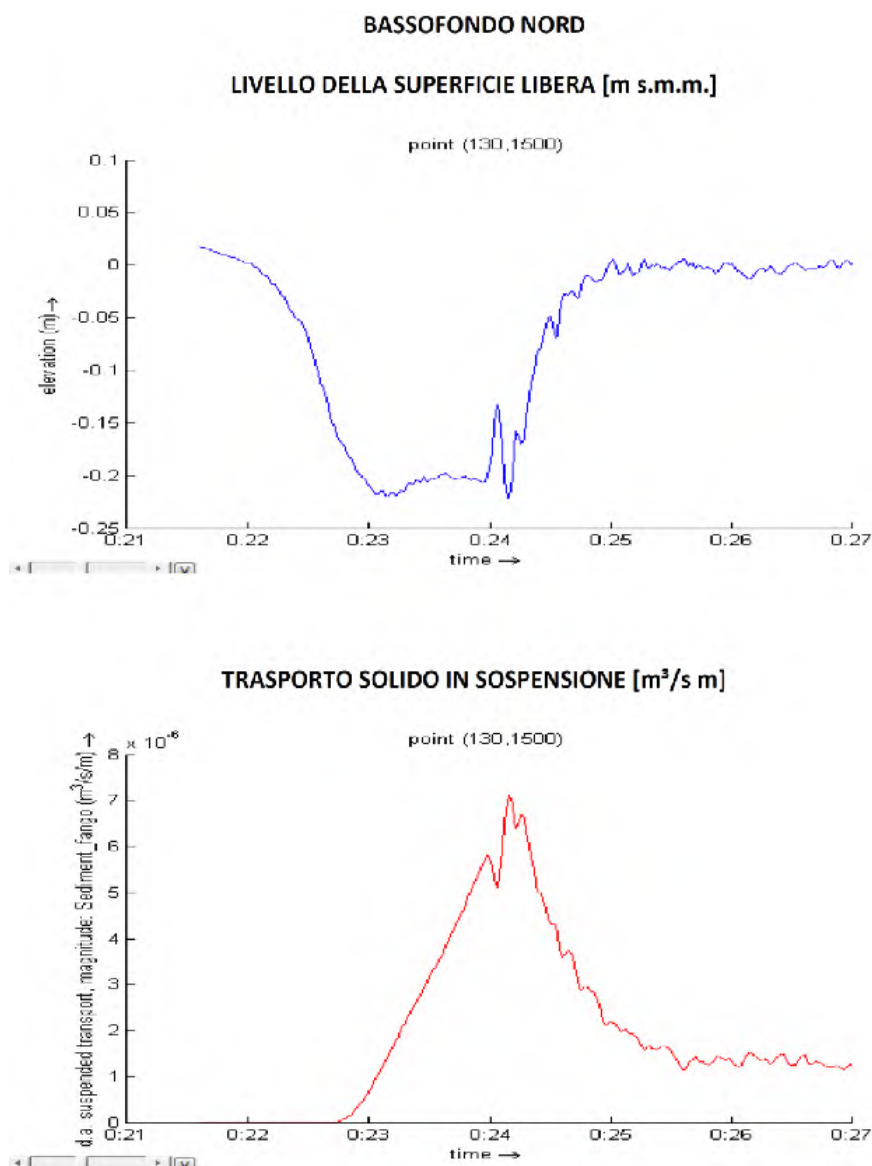 BASSOFONDO NORD
LIVELLO DELLA SUPERFICIE LIBERA [m s.m.m.]
point (130,1500)
elevation (m)→
0.1
0.05
0
-0.05
-0.1
-0.15
-0.2
-0.25
0:21 0:22 0:23 0:24 0:25 0:26 0:27
time →
TRASPORTO SOLIDO IN SOSPENSIONE [m³/s m]
point (130,1500)
d.a. suspended transport, magnitude: Sediment_fango (m³/s/m) →
x 10⁻⁶
8
7
6
5
4
3
2
1
0
0:21 0:22 0:23 0:24 0:25 0:26 0:27
time →